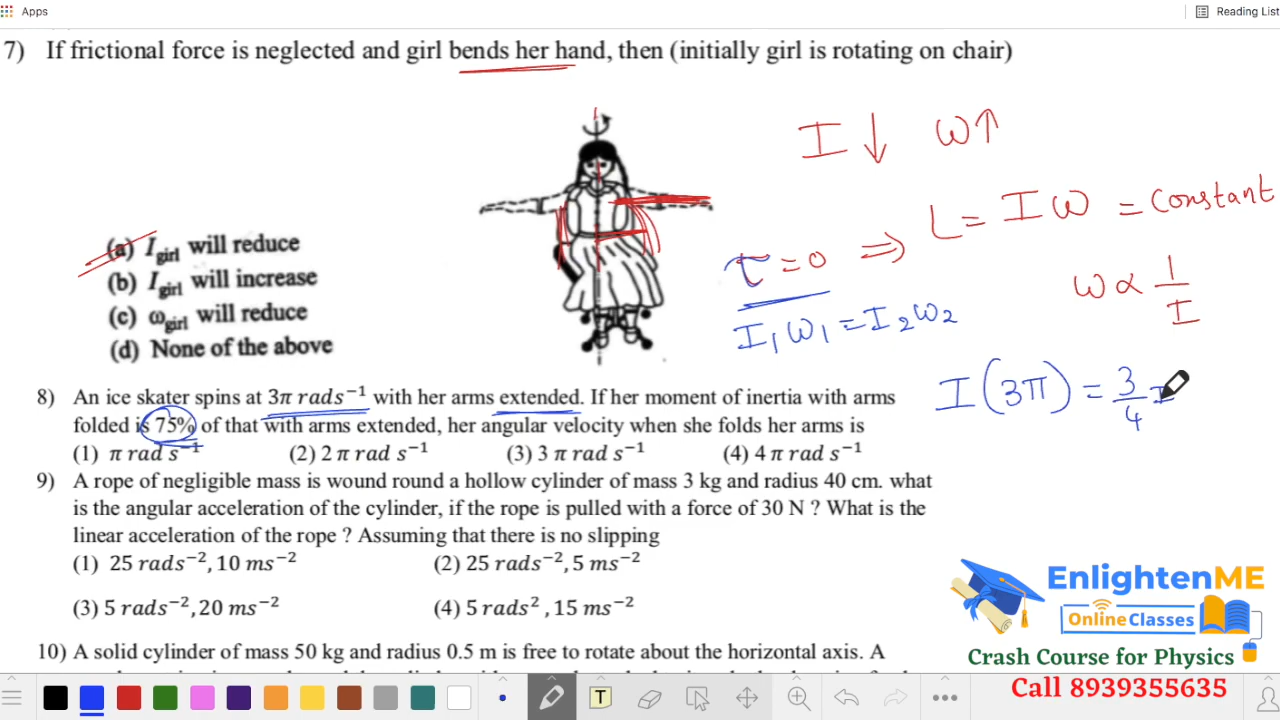 Apps
Reading List
7) If frictional force is neglected and girl bends her hand, then (initially girl is rotating on chair)
I ↓ ω↑
L = Iω = Constant
τ = 0 ⇒
ω ∝ 1/I
I₁ω₁ = I₂ω₂
I(3π) = 3/4 I
(a) I girl will reduce
(b) I girl will increase
(c) ω girl will reduce
(d) None of the above
8) An ice skater spins at 3π rads⁻¹ with her arms extended. If her moment of inertia with arms
folded is 75% of that with arms extended, her angular velocity when she folds her arms is
(1) π rad s⁻¹ (2) 2 π rad s⁻¹ (3) 3 π rad s⁻¹ (4) 4 π rad s⁻¹
9) A rope of negligible mass is wound round a hollow cylinder of mass 3 kg and radius 40 cm. what
is the angular acceleration of the cylinder, if the rope is pulled with a force of 30 N ? What is the
linear acceleration of the rope ? Assuming that there is no slipping
(1) 25 rads⁻², 10 ms⁻² (2) 25 rads⁻², 5 ms⁻²
(3) 5 rads⁻², 20 ms⁻² (4) 5 rads² , 15 ms⁻²
10) A solid cylinder of mass 50 kg and radius 0.5 m is free to rotate about the horizontal axis. A
EnlightenME
OnlineClasses
Crash Course for Physics
Call 8939355635
T